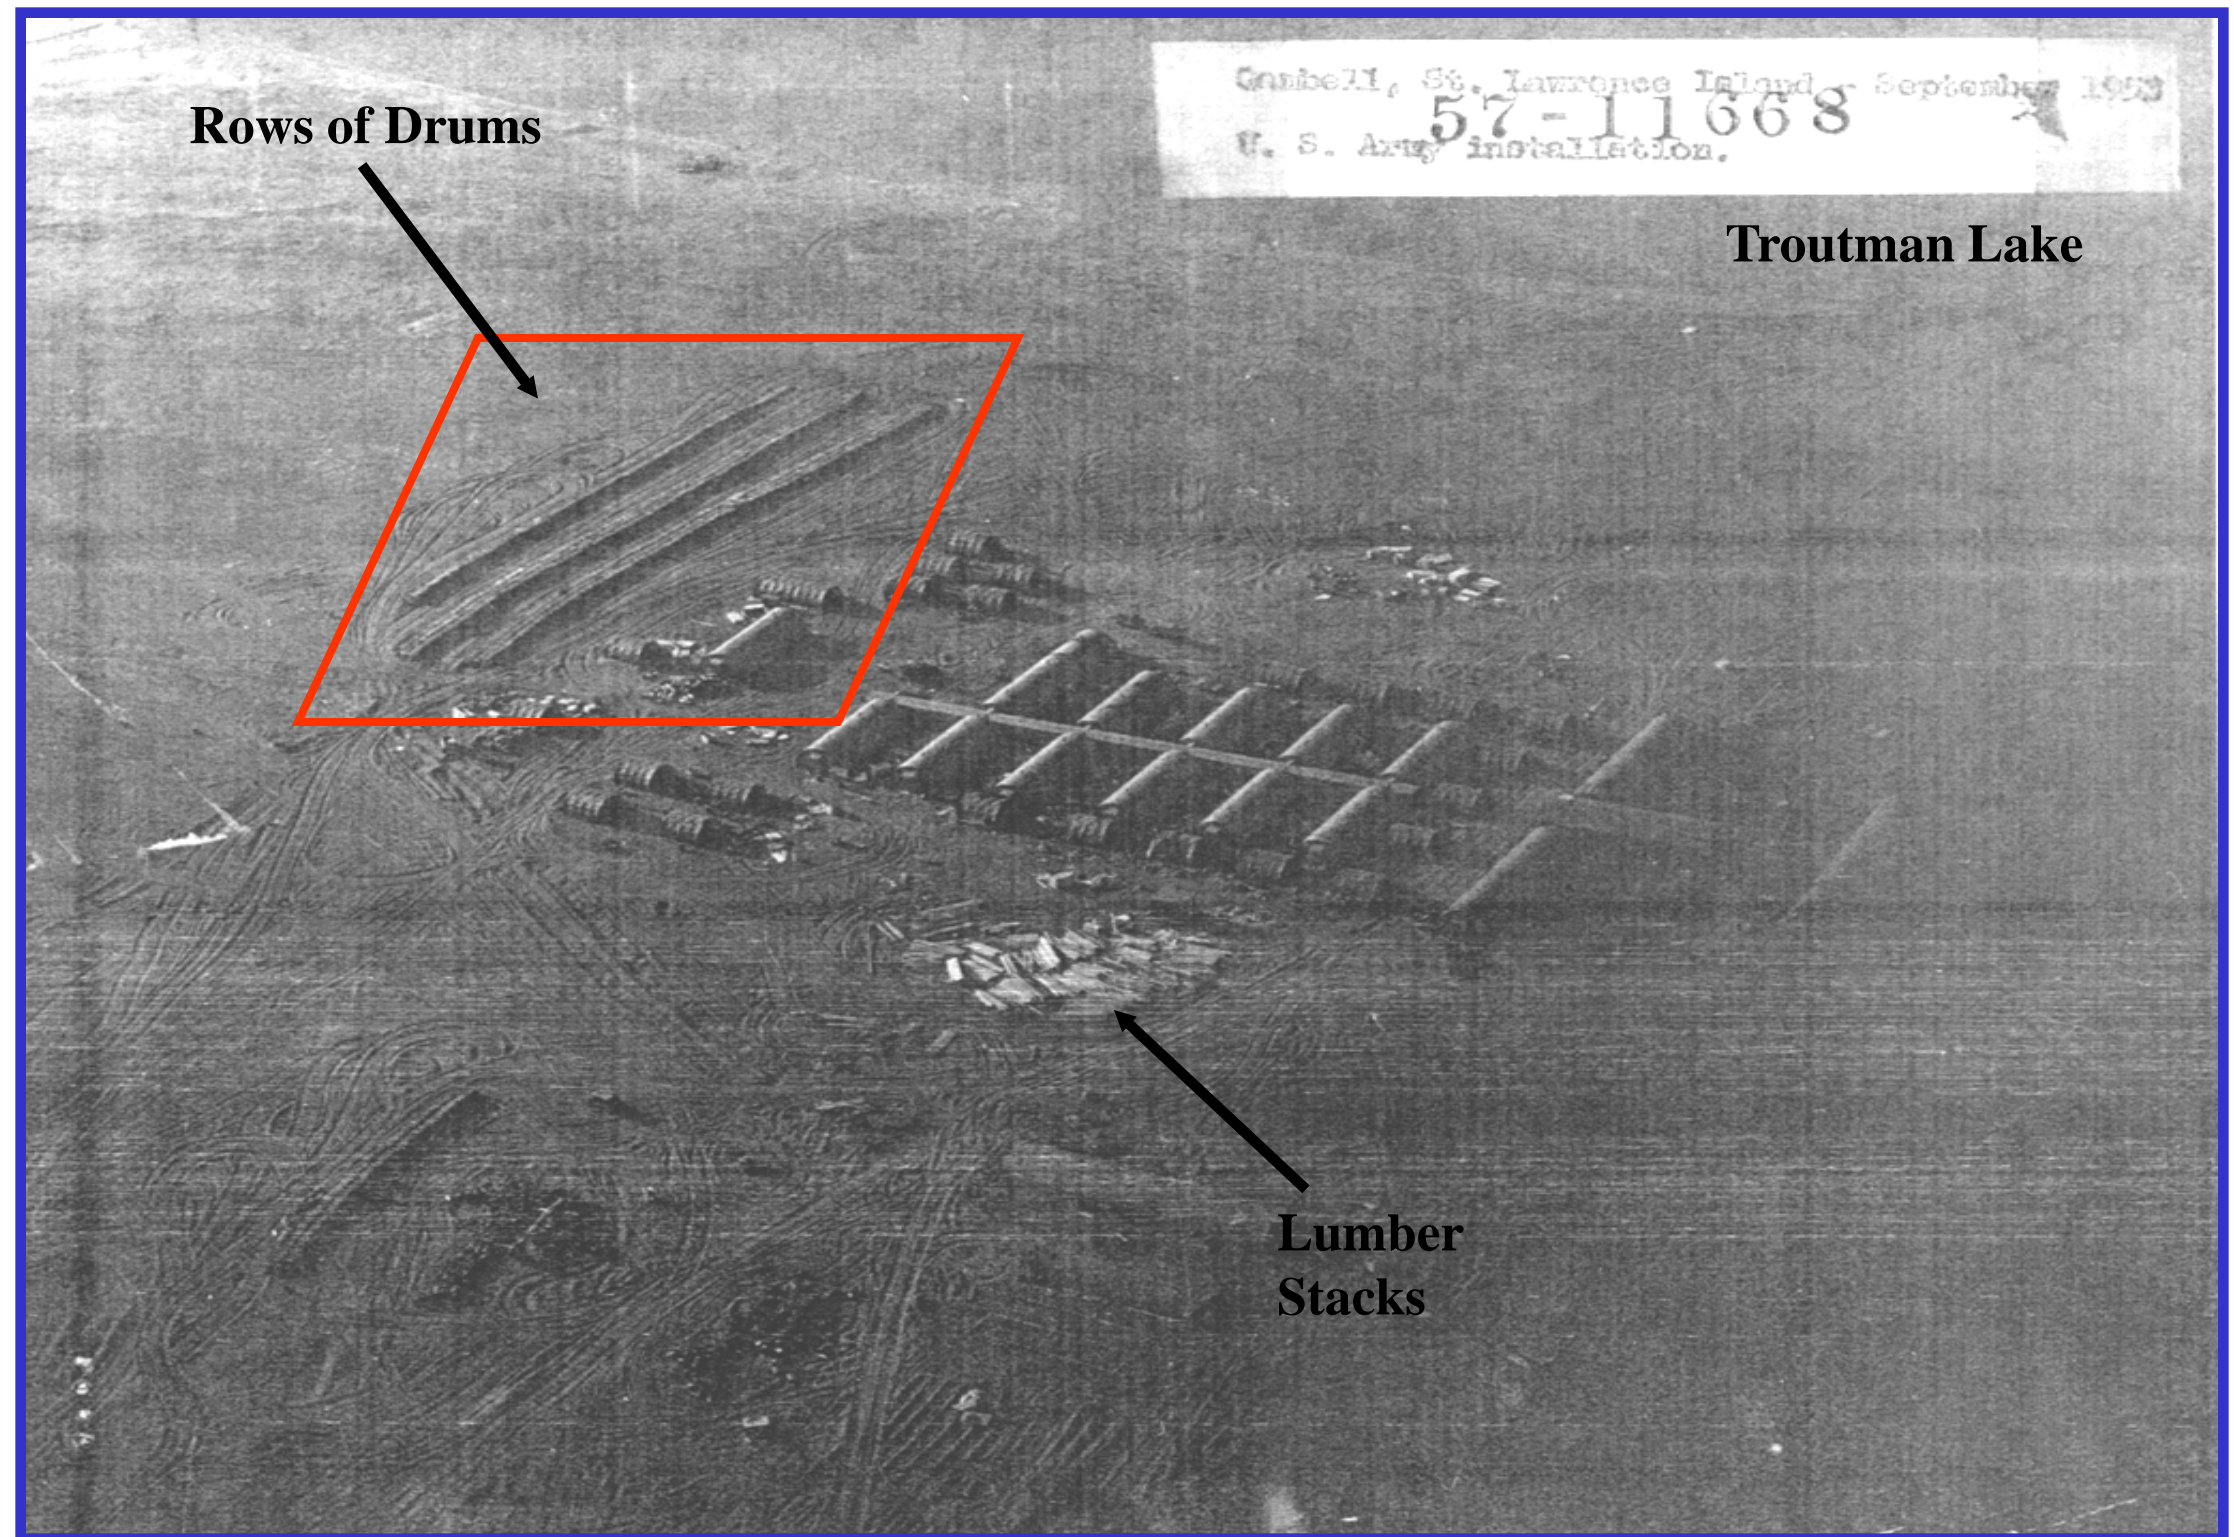 Gambell, St. Lawrence Island - September 1953
57-11668
U. S. Army installation.
Rows of Drums
Troutman Lake
Lumber
Stacks